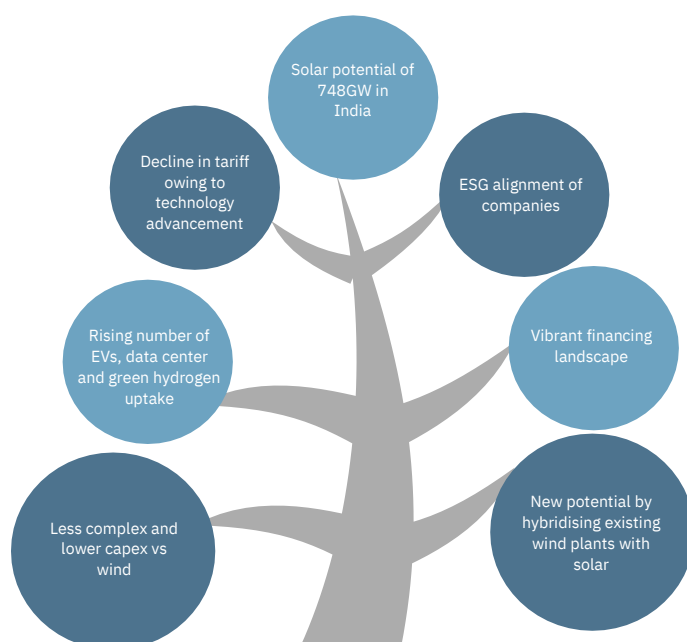 Solar potential of
748GW in
India
Decline in tariff
owing to
technology
advancement
ESG alignment of
companies
Rising number of
EVs, data center
and green hydrogen
uptake
Vibrant financing
landscape
Less complex and
lower capex vs
wind
New potential by
hybridising existing
wind plants with
solar